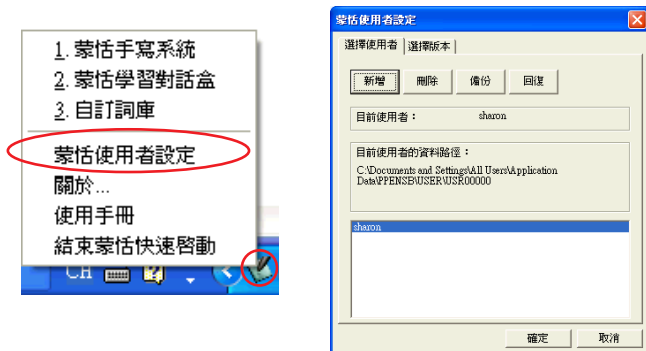 1. 蒙恬手寫系統
2. 蒙恬學習對話盒
3. 自訂詞庫
蒙恬使用者設定
關於...
使用手冊
結束蒙恬快速啓動
CH
蒙恬使用者設定
選擇使用者 選擇版本
新增 刪除 備份 回復
目前使用者： sharon
目前使用者的資料路徑：
C:\Documents and Settings\All Users\Application
Data\PPENSB\USER\USR00000
sharon
確定 取消